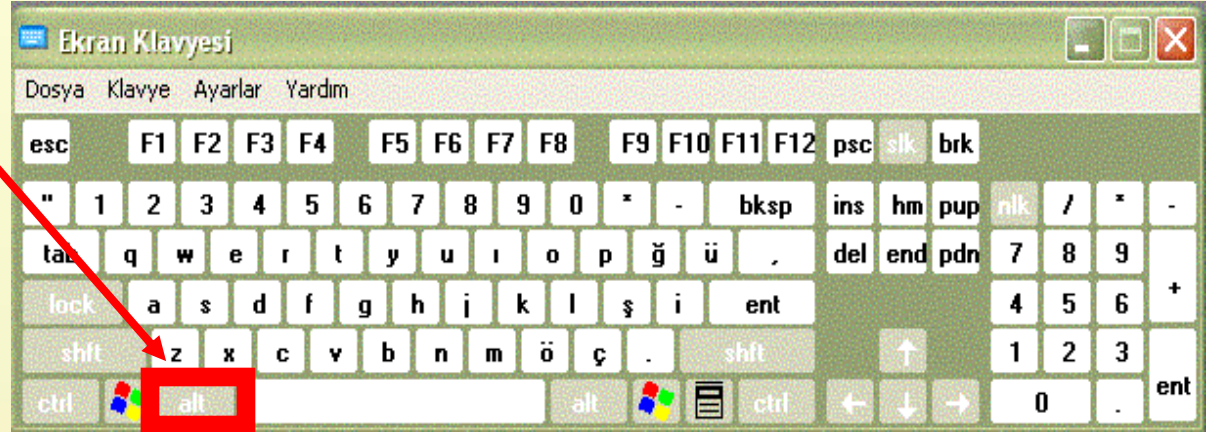 Ekran Klavyesi
Dosya Klavye Ayarlar Yardım
esc F1 F2 F3 F4 F5 F6 F7 F8 F9 F10 F11 F12 psc slk brk
" 1 2 3 4 5 6 7 8 9 0 * - bksp ins hm pup nlk / * -
tab q w e r t y u ı o p ğ ü , del end pdn 7 8 9 +
lock a s d f g h j k l ş i ent 4 5 6
shft z x c v b n m ö ç . shft ↑ 1 2 3 ent
ctrl alt alt ctrl ← ↓ → 0 .